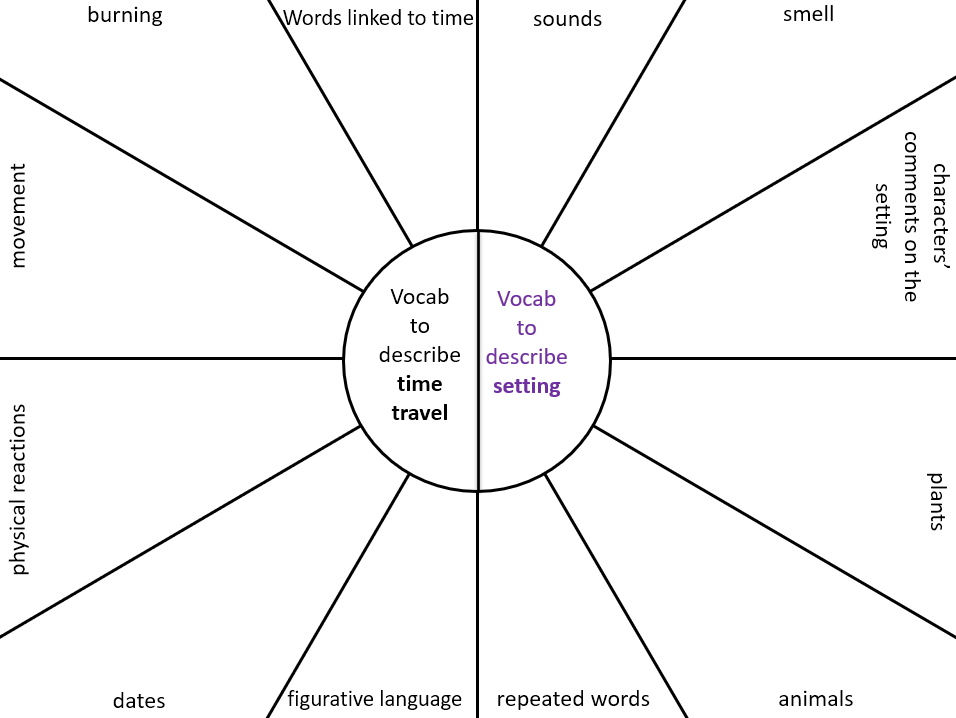 burning
Words linked to time
sounds
smell
movement
characters’
comments on the
setting
Vocab
to
describe
time
travel
Vocab
to
describe
setting
physical reactions
plants
dates
figurative language
repeated words
animals